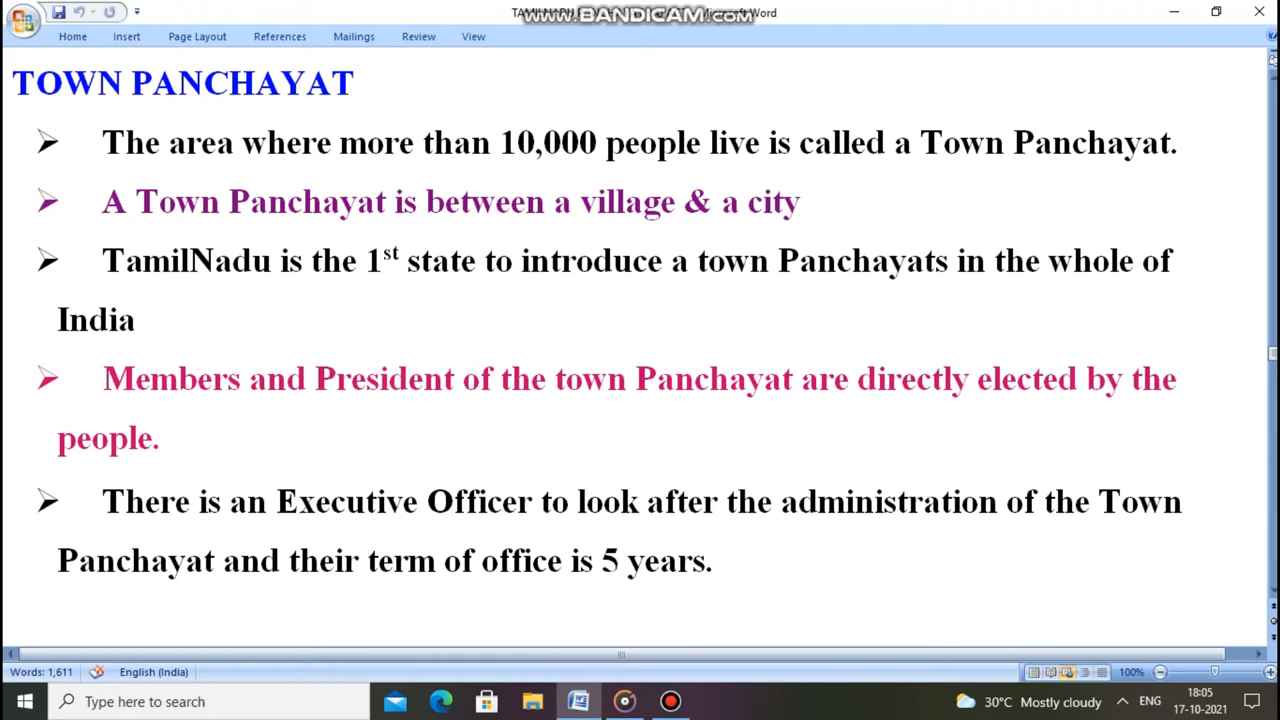 TAMILNADU
www.BANDICAM.com
Microsoft Word
Home Insert Page Layout References Mailings Review View
TOWN PANCHAYAT
➢ The area where more than 10,000 people live is called a Town Panchayat.
➢ A Town Panchayat is between a village & a city
➢ TamilNadu is the 1st state to introduce a town Panchayats in the whole of
India
➢ Members and President of the town Panchayat are directly elected by the
people.
➢ There is an Executive Officer to look after the administration of the Town
Panchayat and their term of office is 5 years.
Words: 1,611 English (India) 100%
Type here to search 30°C Mostly cloudy ENG 18:05
17-10-2021